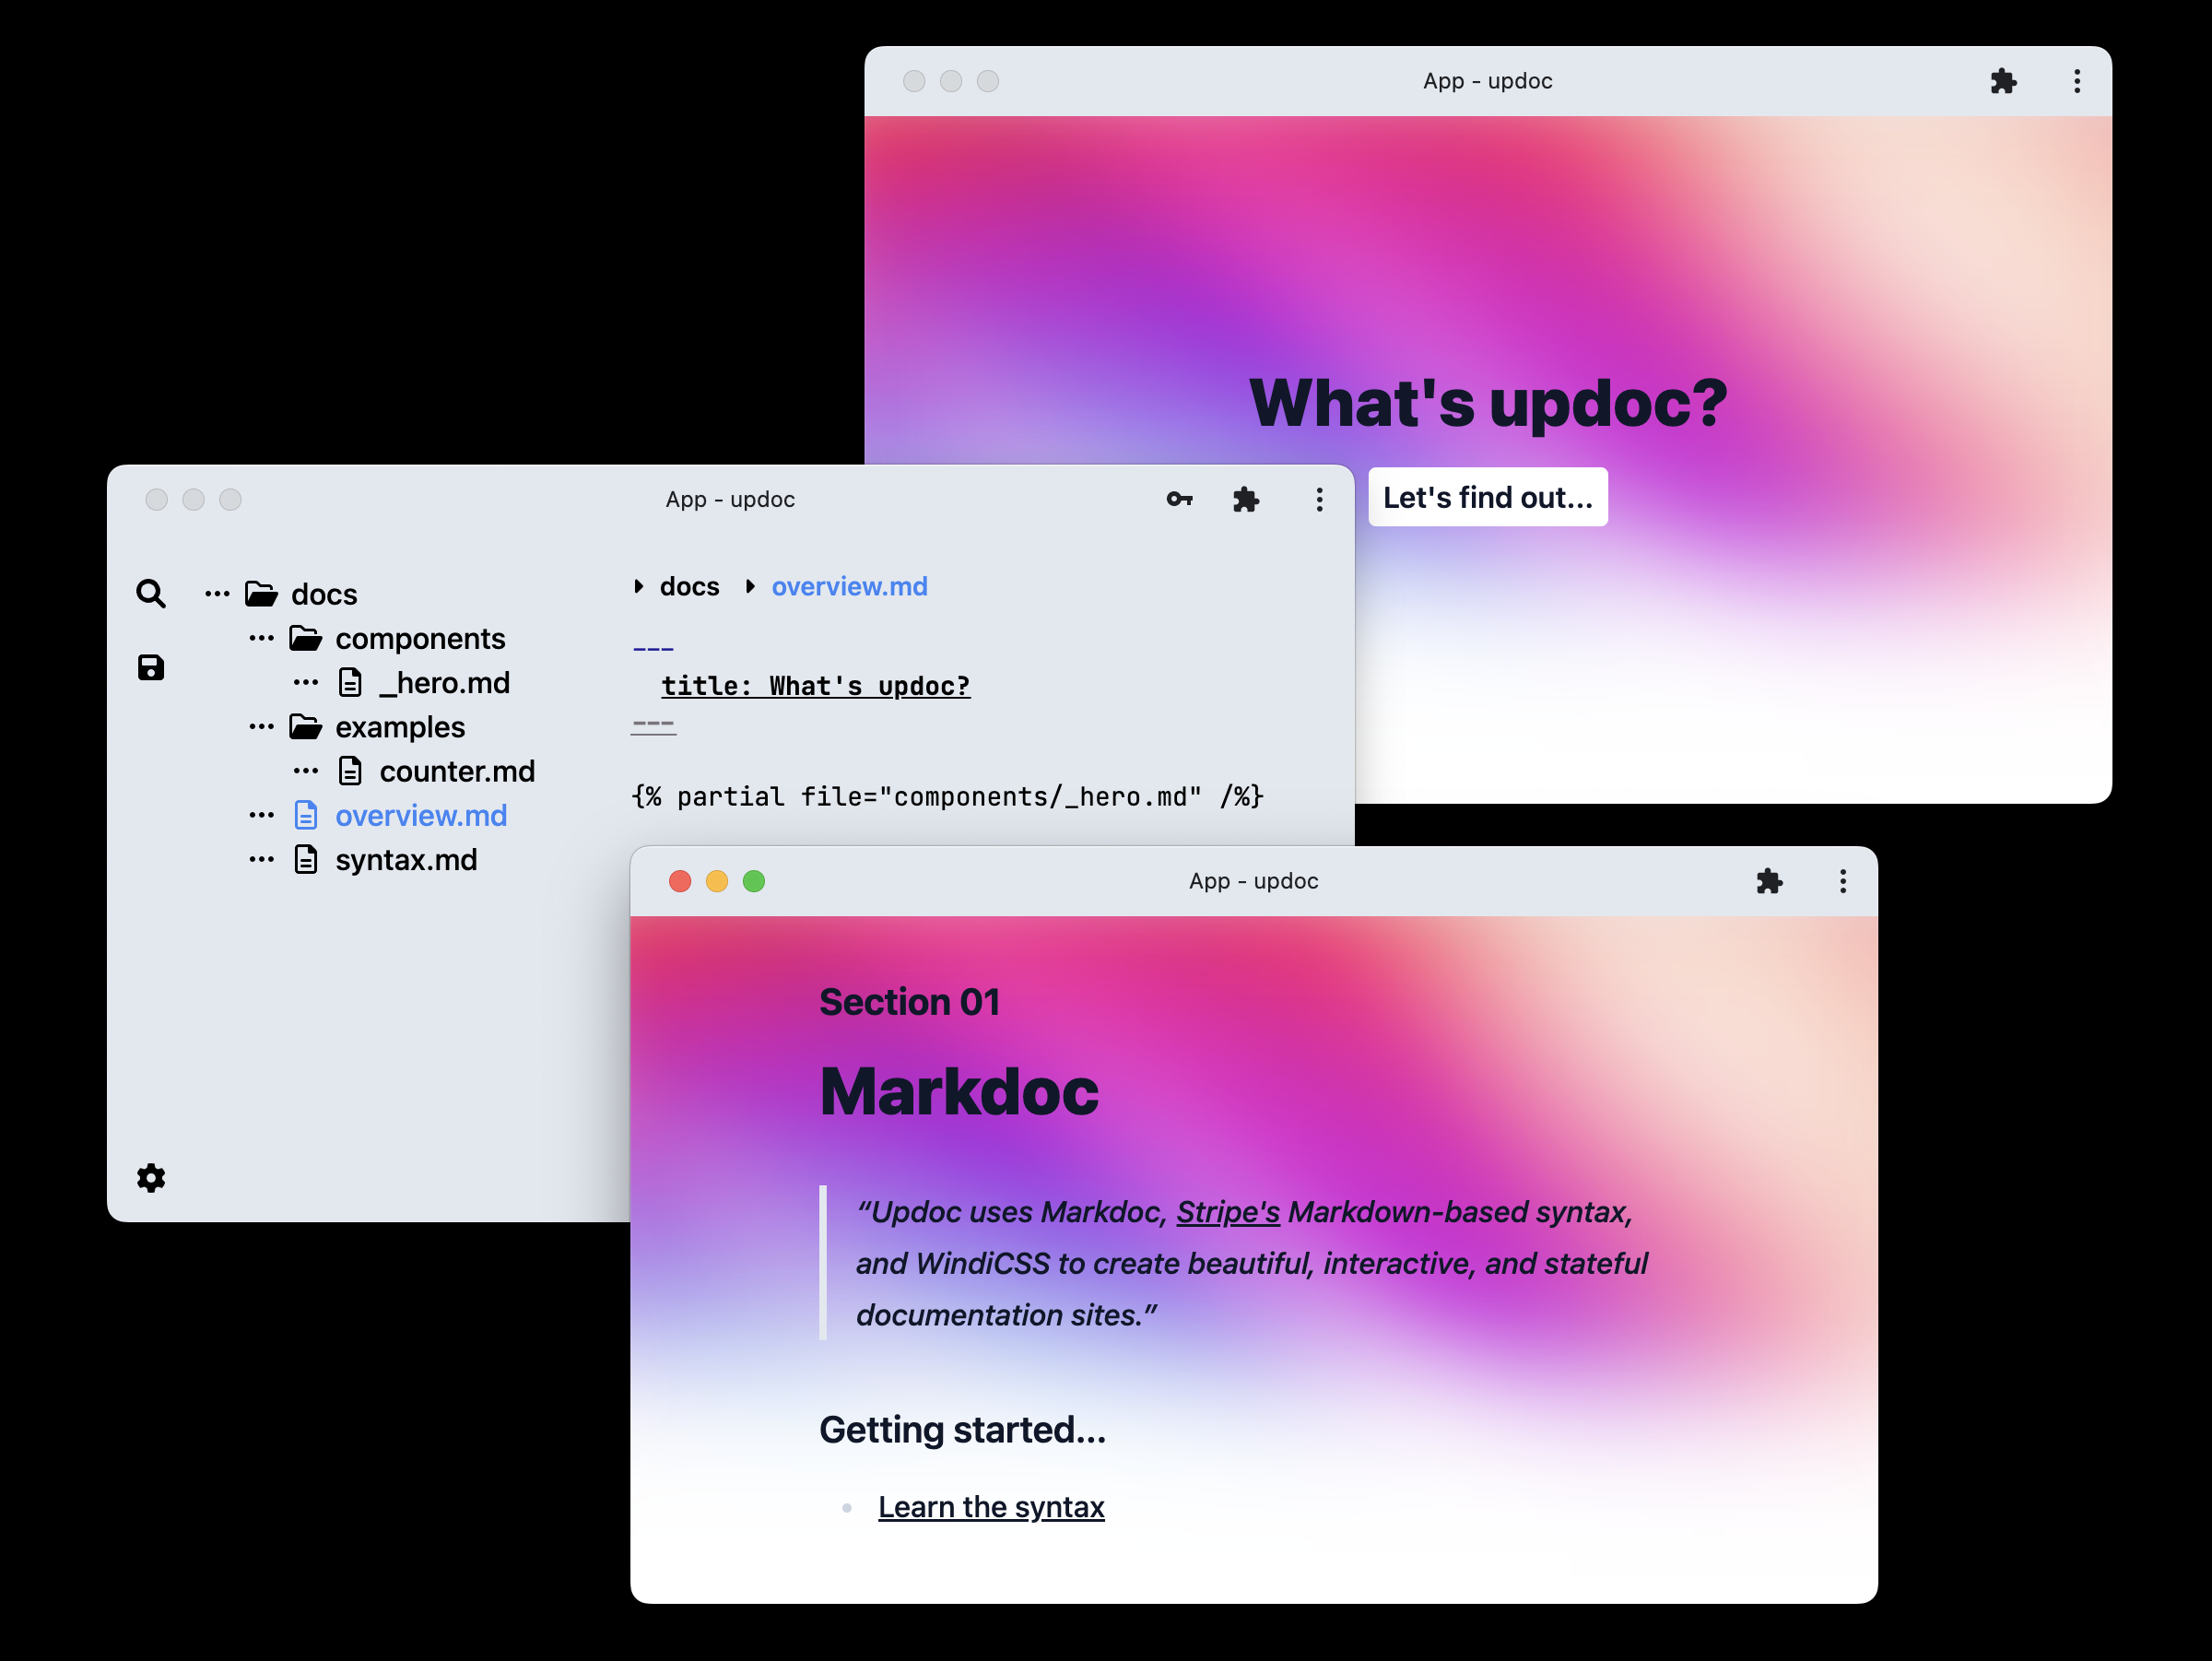 App - updoc
What's updoc?
Let's find out...
App - updoc
docs
components
_hero.md
examples
counter.md
overview.md
syntax.md
docs overview.md
---
title: What's updoc?
---
{% partial file="components/_hero.md" /%}
App - updoc
Section 01
Markdoc
“Updoc uses Markdoc, Stripe's Markdown-based syntax,
and WindiCSS to create beautiful, interactive, and stateful
documentation sites.”
Getting started...
Learn the syntax